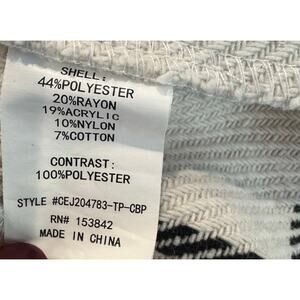 SHELL:
44%POLYESTER
20%RAYON
19%ACRYLIC
10%NYLON
7%COTTON
CONTRAST:
100%POLYESTER
STYLE #CEJ204783-TP-CBP
RN# 153842
MADE IN CHINA